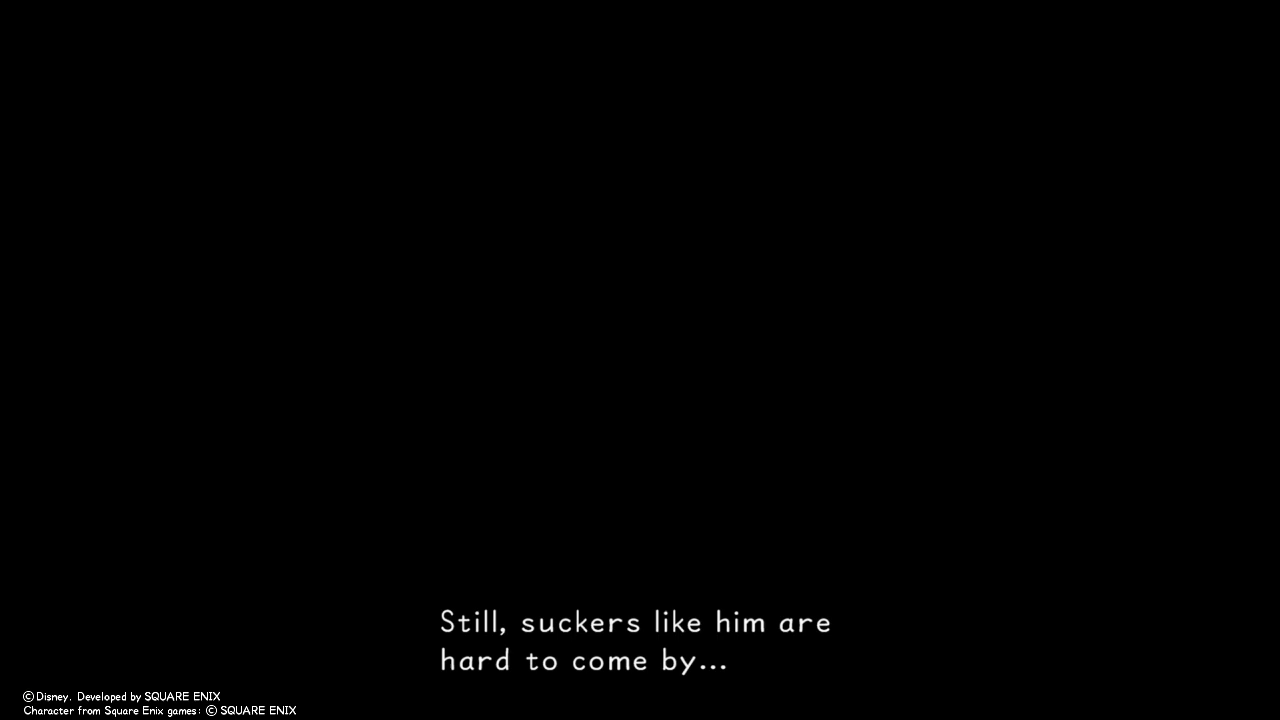 Still, suckers like him are
hard to come by...
©Disney. Developed by SQUARE ENIX
Character from Square Enix games: © SQUARE ENIX